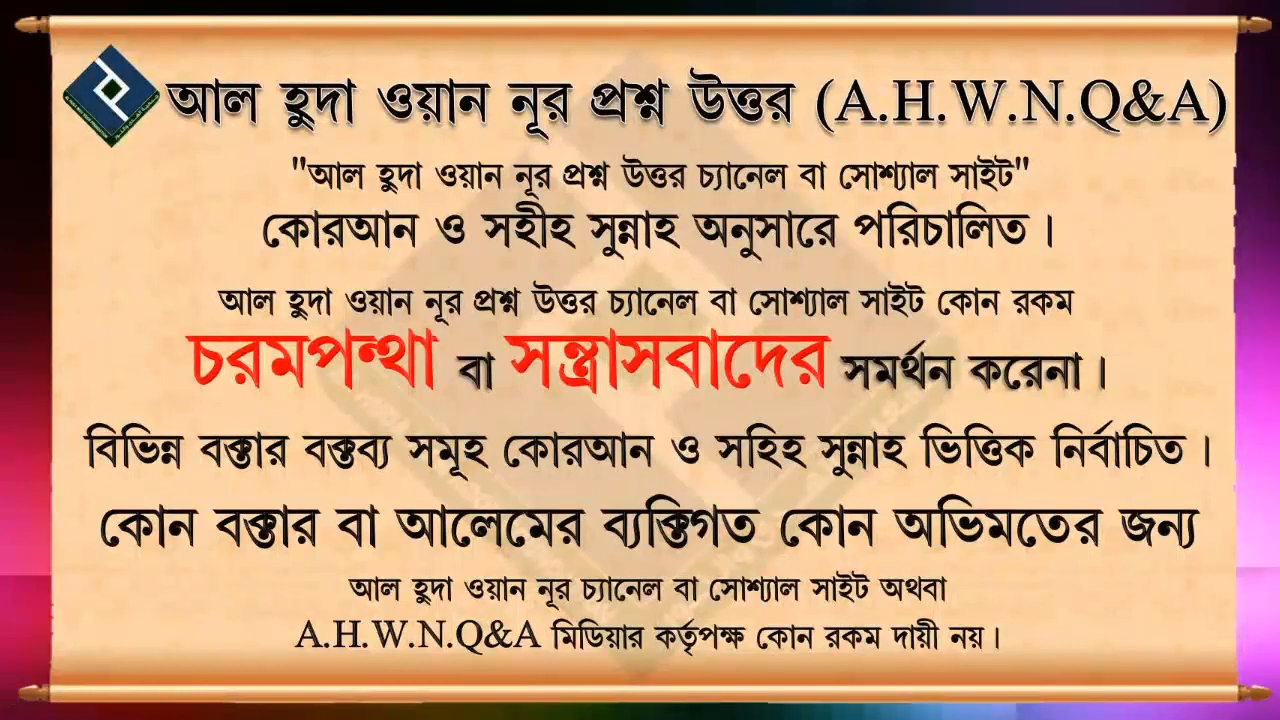 আল হুদা ওয়ান নূর প্রশ্ন উত্তর (A.H.W.N.Q&A)
"আল হুদা ওয়ান নূর প্রশ্ন উত্তর চ্যানেল বা সোশ্যাল সাইট"
কোরআন ও সহীহ সুন্নাহ অনুসারে পরিচালিত।
আল হুদা ওয়ান নূর প্রশ্ন উত্তর চ্যানেল বা সোশ্যাল সাইট কোন রকম
চরমপন্থা বা সন্ত্রাসবাদের সমর্থন করেনা।
বিভিন্ন বক্তার বক্তব্য সমূহ কোরআন ও সহিহ সুন্নাহ ভিত্তিক নির্বাচিত।
কোন বক্তার বা আলেমের ব্যক্তিগত কোন অভিমতের জন্য
আল হুদা ওয়ান নূর চ্যানেল বা সোশ্যাল সাইট অথবা
A.H.W.N.Q&A মিডিয়ার কর্তৃপক্ষ কোন রকম দায়ী নয়।